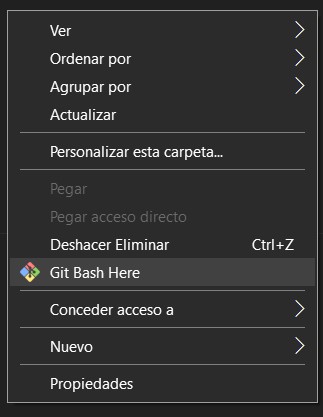 Ver
Ordenar por
Agrupar por
Actualizar
Personalizar esta carpeta...
Pegar
Pegar acceso directo
Deshacer Eliminar Ctrl+Z
Git Bash Here
Conceder acceso a
Nuevo
Propiedades